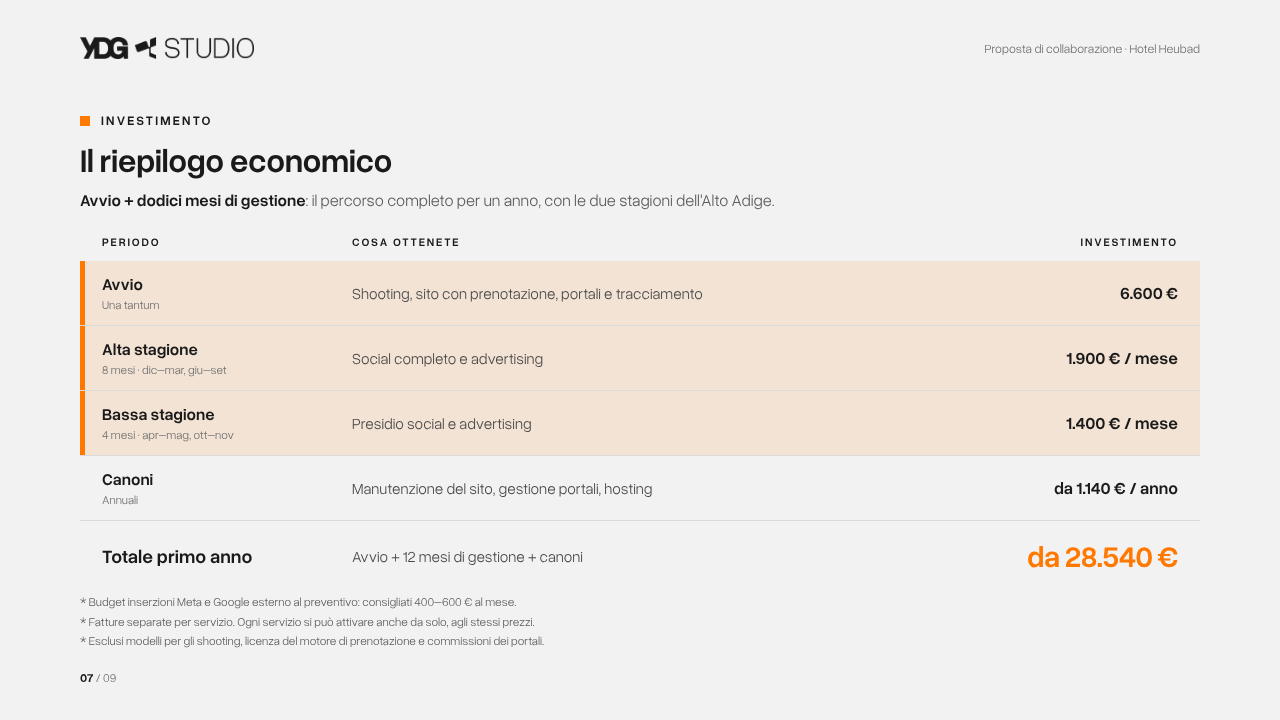 YDG STUDIO
Proposta di collaborazione · Hotel Heubad
INVESTIMENTO
Il riepilogo economico
Avvio + dodici mesi di gestione: il percorso completo per un anno, con le due stagioni dell'Alto Adige.
PERIODO COSA OTTENETE INVESTIMENTO
Avvio
Una tantum
Shooting, sito con prenotazione, portali e tracciamento
6.600 €
Alta stagione
8 mesi · dic–mar, giu–set
Social completo e advertising
1.900 € / mese
Bassa stagione
4 mesi · apr–mag, ott–nov
Presidio social e advertising
1.400 € / mese
Canoni
Annuali
Manutenzione del sito, gestione portali, hosting
da 1.140 € / anno
Totale primo anno
Avvio + 12 mesi di gestione + canoni
da 28.540 €
* Budget inserzioni Meta e Google esterno al preventivo: consigliati 400–600 € al mese.
* Fatture separate per servizio. Ogni servizio si può attivare anche da solo, agli stessi prezzi.
* Esclusi modelli per gli shooting, licenza del motore di prenotazione e commissioni dei portali.
07 / 09